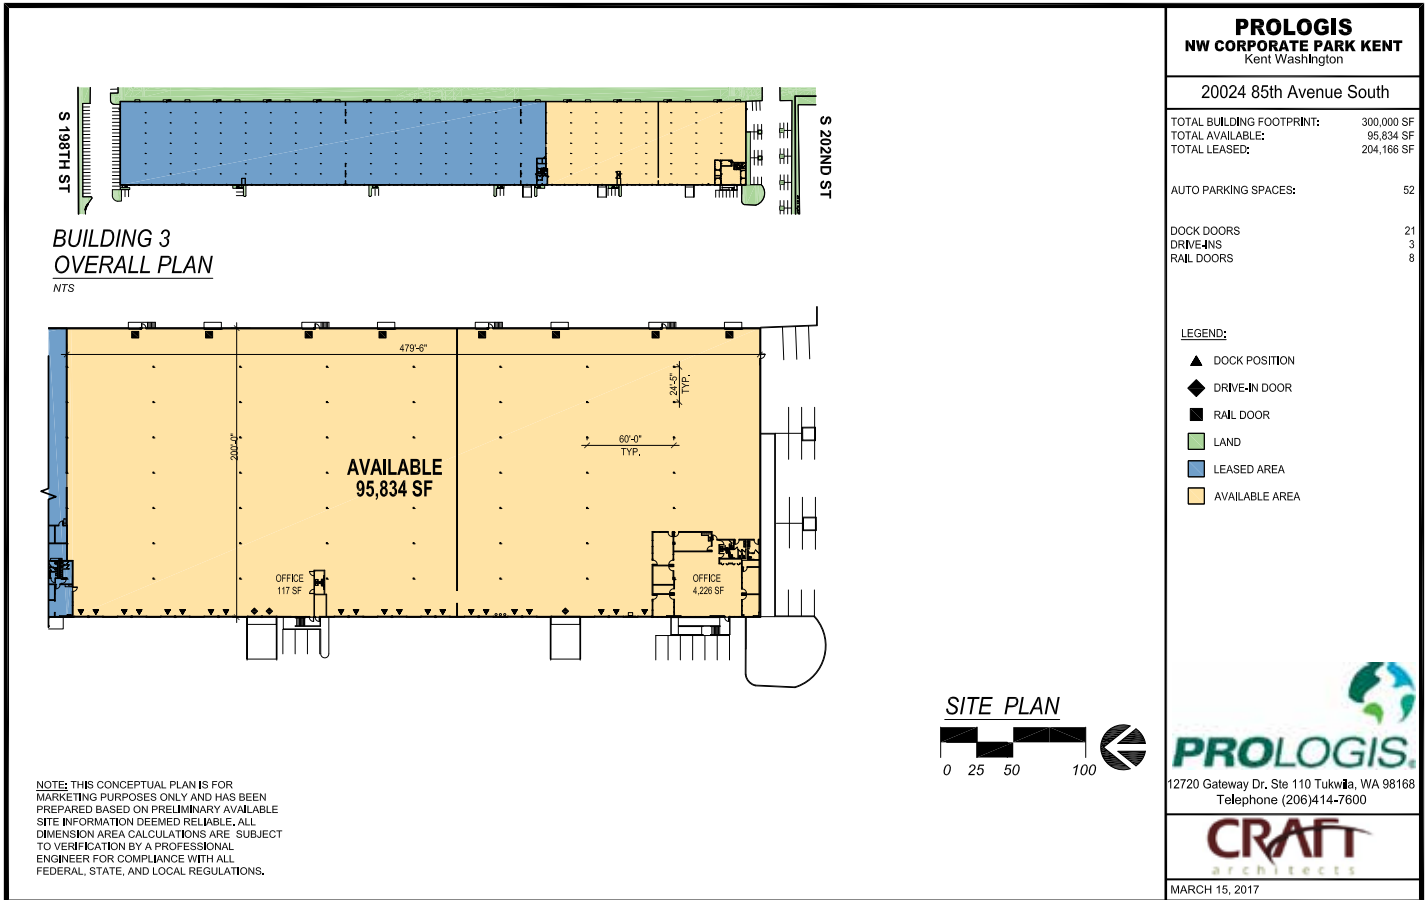 S 198TH ST
S 202ND ST
BUILDING 3
OVERALL PLAN
NTS
479'-6"
24'-5"
TYP.
200'-0"
60'-0"
TYP.
AVAILABLE
95,834 SF
OFFICE
117 SF
OFFICE
4,226 SF
SITE PLAN
0 25 50 100
NOTE: THIS CONCEPTUAL PLAN IS FOR
MARKETING PURPOSES ONLY AND HAS BEEN
PREPARED BASED ON PRELIMINARY AVAILABLE
SITE INFORMATION DEEMED RELIABLE. ALL
DIMENSION AREA CALCULATIONS ARE SUBJECT
TO VERIFICATION BY A PROFESSIONAL
ENGINEER FOR COMPLIANCE WITH ALL
FEDERAL, STATE, AND LOCAL REGULATIONS.
PROLOGIS
NW CORPORATE PARK KENT
Kent Washington
20024 85th Avenue South
TOTAL BUILDING FOOTPRINT: 300,000 SF
TOTAL AVAILABLE: 95,834 SF
TOTAL LEASED: 204,166 SF
AUTO PARKING SPACES: 52
DOCK DOORS 21
DRIVE-INS 3
RAIL DOORS 8
LEGEND:
DOCK POSITION
DRIVE-IN DOOR
RAIL DOOR
LAND
LEASED AREA
AVAILABLE AREA
PROLOGIS.
12720 Gateway Dr. Ste 110 Tukwila, WA 98168
Telephone (206)414-7600
CRAFT
architects
MARCH 15, 2017